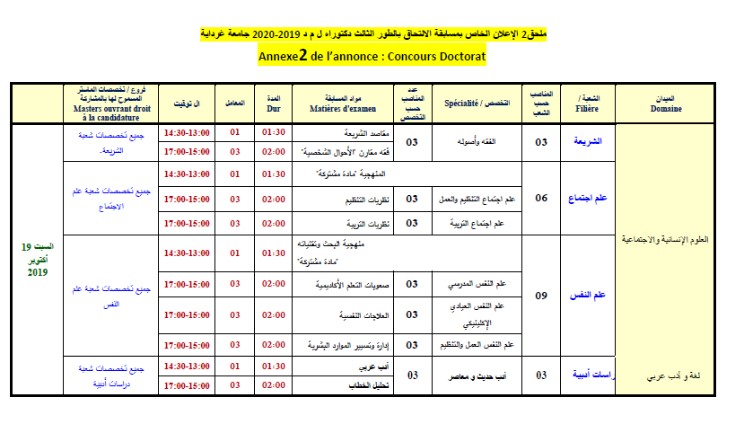 ملحق2 الإعلان الخاص بمسابقة الالتحاق بالطور الثالث دكتوراه ل م د 2019-2020 جامعة غرداية
Annexe2 de l’annonce : Concours Doctorat
الميدان
Domaine
الشعبة / Filière
المناصب حسب الشعب
التخصص / Spécialité
عدد المناصب حسب التخصص
مواد المسابقة
Matières d'examen
المدة
Dur
المعامل
ال توقيت
فروع / تخصصات الماستر المسموح لها بالمشاركة
Masters ouvrant droit à la candidature
العلوم الإنسانية والاجتماعية
الشريعة
03
الفقه وأصوله
03
مقاصد الشريعة
01:30
01
14:30-13:00
جميع تخصصات شعبة الشريعة.
فقه مقارن "الأحوال الشخصية"
02:00
03
17:00-15:00
علم اجتماع
06
المنهجية "مادة مشتركة"
01:30
01
14:30-13:00
جميع تخصصات شعبة علم الاجتماع
علم اجتماع التنظيم والعمل
03
نظريات التنظيم
02:00
03
17:00-15:00
علم اجتماع التربية
03
نظريات التربية
02:00
03
17:00-15:00
علم النفس
09
منهجية البحث وتقنياته
"مادة مشتركة"
01:30
01
14:30-13:00
جميع تخصصات شعبة علم النفس
علم النفس المدرسي
03
صعوبات التعلم الأكاديمية
02:00
03
17:00-15:00
علم النفس العيادي الإكلينيكي
03
العلاجات النفسية
02:00
03
17:00-15:00
علم النفس العمل والتنظيم
03
إدارة وتسيير الموارد البشرية
02:00
03
17:00-15:00
لغة و أدب عربي
راسات أدبية
03
أدب حديث و معاصر
03
أدب عربي
01:30
01
14:30-13:00
جميع تخصصات شعبة دراسات أدبية
تحليل الخطاب
02:00
03
17:00-15:00
السبت 19
أكتوبر
2019